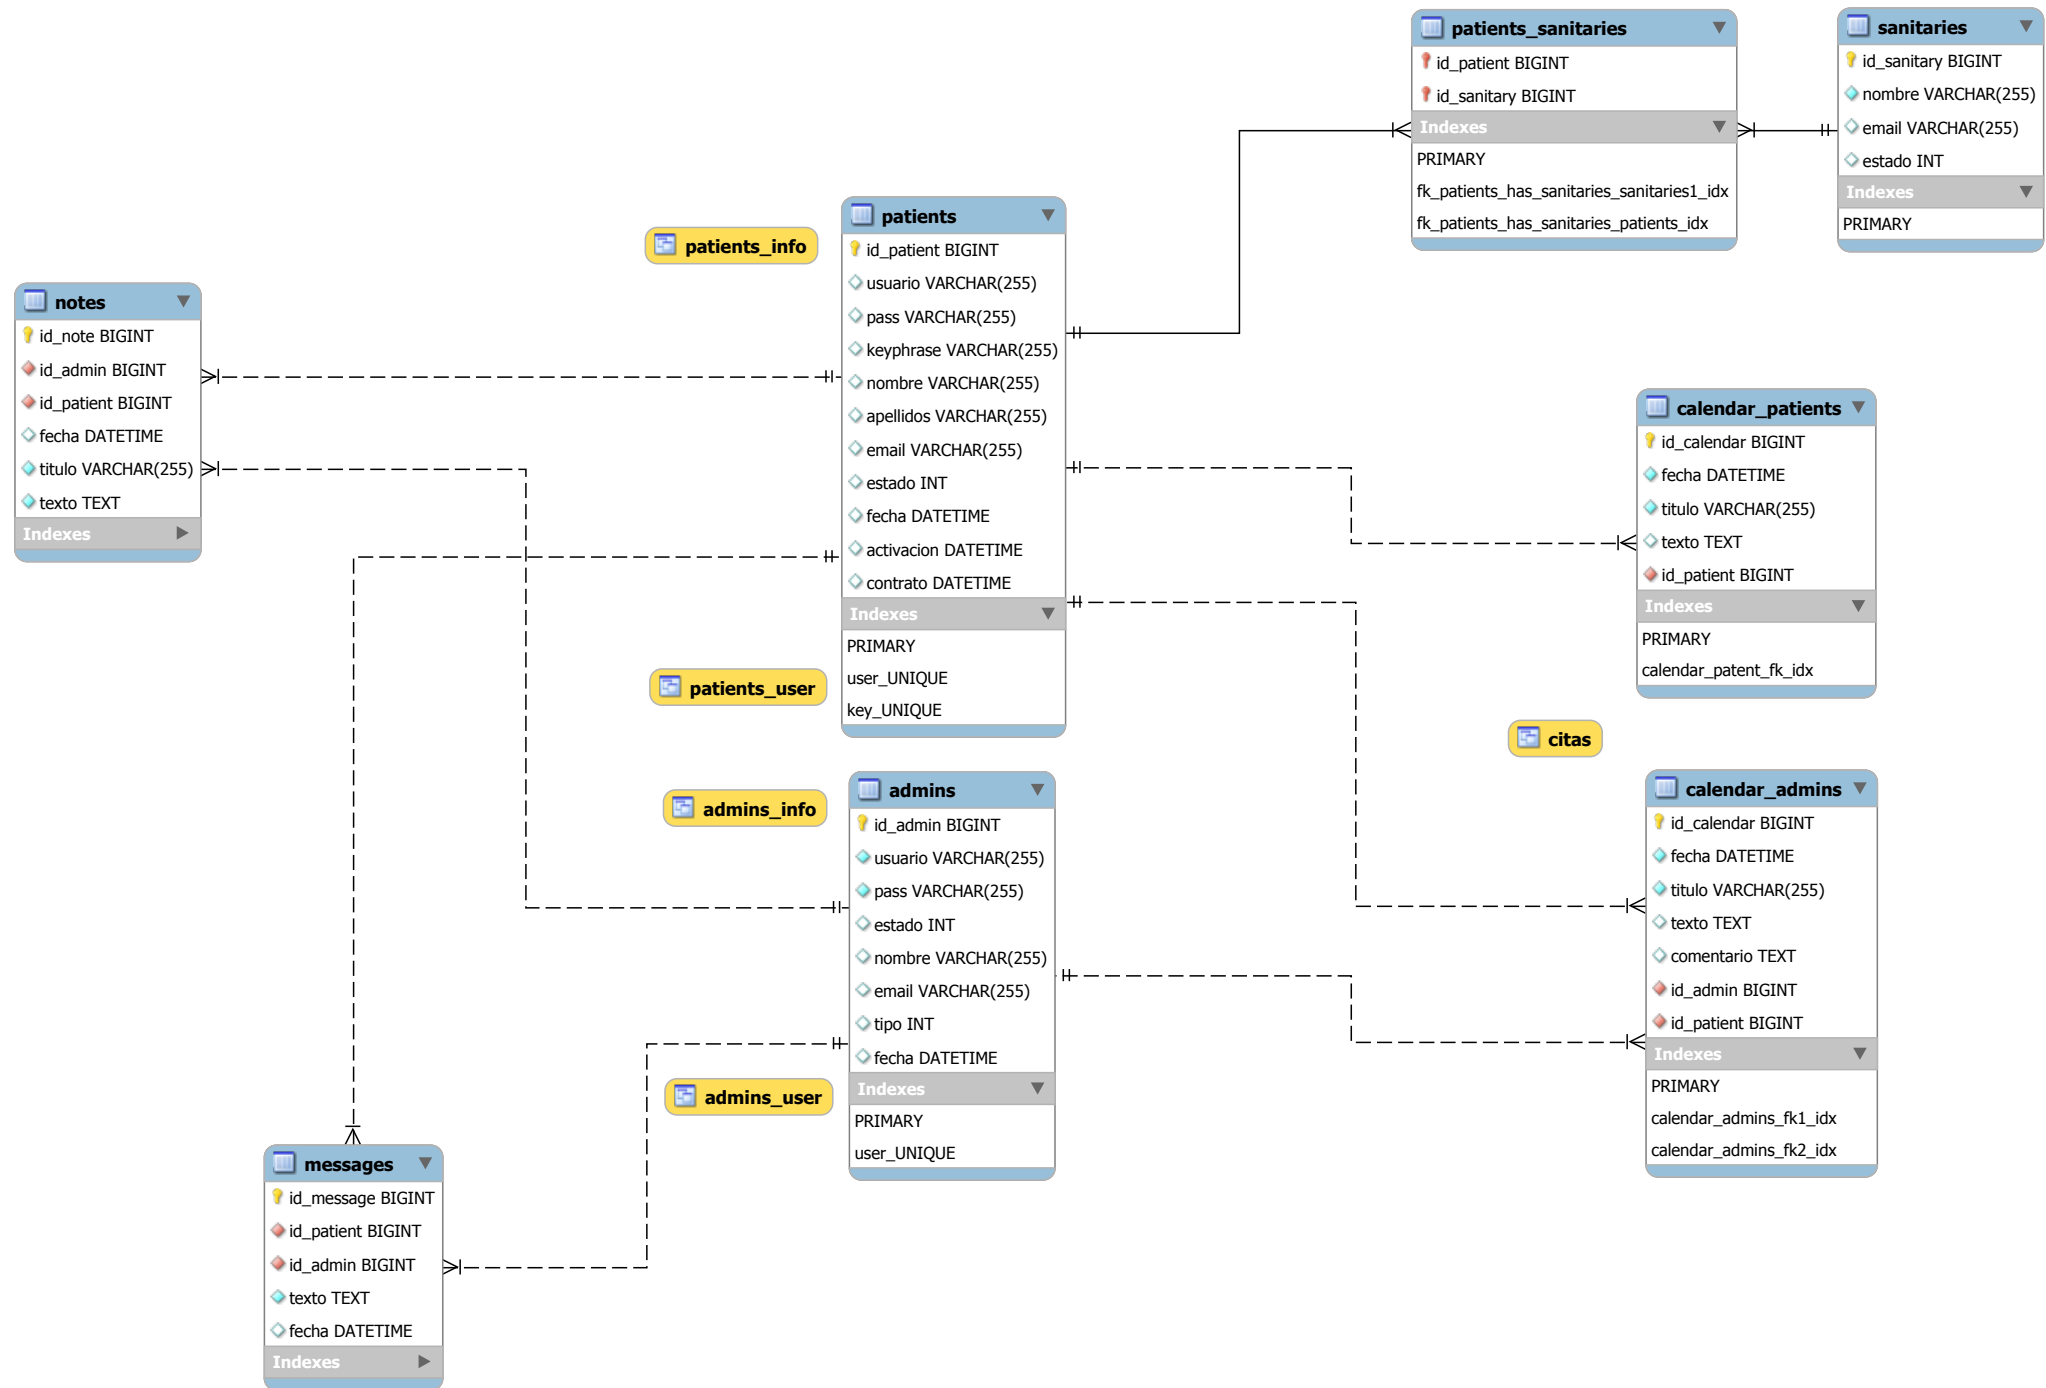 patients_sanitaries
id_patient BIGINT
id_sanitary BIGINT
Indexes
PRIMARY
fk_patients_has_sanitaries_sanitaries1_idx
fk_patients_has_sanitaries_patients_idx
sanitaries
id_sanitary BIGINT
nombre VARCHAR(255)
email VARCHAR(255)
estado INT
Indexes
PRIMARY
patients_info
patients
id_patient BIGINT
usuario VARCHAR(255)
pass VARCHAR(255)
keyphrase VARCHAR(255)
nombre VARCHAR(255)
apellidos VARCHAR(255)
email VARCHAR(255)
estado INT
fecha DATETIME
activacion DATETIME
contrato DATETIME
Indexes
PRIMARY
user_UNIQUE
key_UNIQUE
notes
id_note BIGINT
id_admin BIGINT
id_patient BIGINT
fecha DATETIME
titulo VARCHAR(255)
texto TEXT
Indexes
calendar_patients
id_calendar BIGINT
fecha DATETIME
titulo VARCHAR(255)
texto TEXT
id_patient BIGINT
Indexes
PRIMARY
calendar_patent_fk_idx
patients_user
citas
admins_info
admins
id_admin BIGINT
usuario VARCHAR(255)
pass VARCHAR(255)
estado INT
nombre VARCHAR(255)
email VARCHAR(255)
tipo INT
fecha DATETIME
Indexes
PRIMARY
user_UNIQUE
calendar_admins
id_calendar BIGINT
fecha DATETIME
titulo VARCHAR(255)
texto TEXT
comentario TEXT
id_admin BIGINT
id_patient BIGINT
Indexes
PRIMARY
calendar_admins_fk1_idx
calendar_admins_fk2_idx
admins_user
messages
id_message BIGINT
id_patient BIGINT
id_admin BIGINT
texto TEXT
fecha DATETIME
Indexes